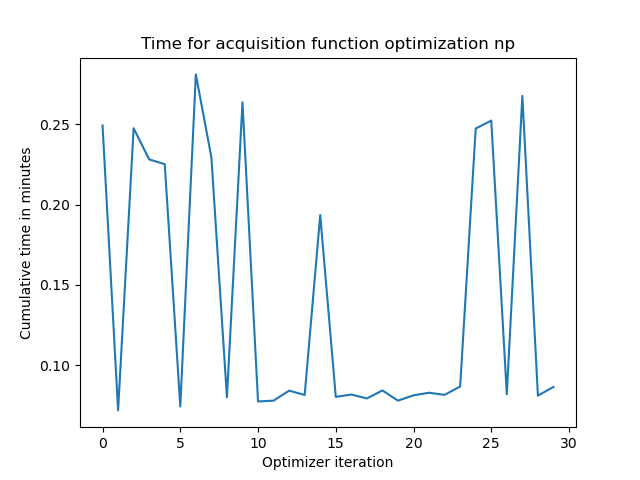 Time for acquisition function optimization np
Cumulative time in minutes
0.25
0.20
0.15
0.10
0 5 10 15 20 25 30
Optimizer iteration